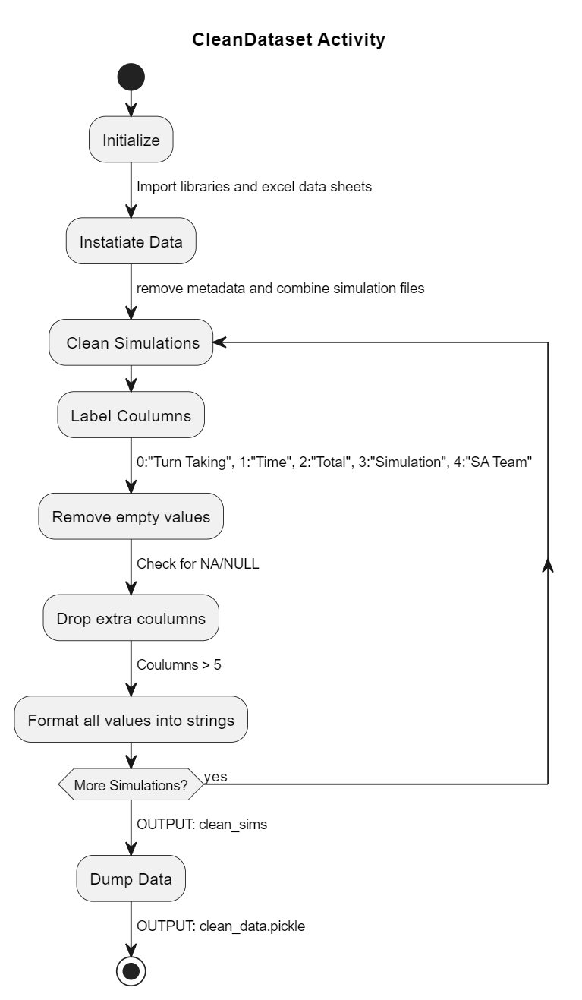 CleanDataset Activity
Initialize
Import libraries and excel data sheets
Instatiate Data
remove metadata and combine simulation files
Clean Simulations
Label Coulumns
0:"Turn Taking", 1:"Time", 2:"Total", 3:"Simulation", 4:"SA Team"
Remove empty values
Check for NA/NULL
Drop extra coulumns
Coulumns > 5
Format all values into strings
More Simulations?
yes
OUTPUT: clean_sims
Dump Data
OUTPUT: clean_data.pickle